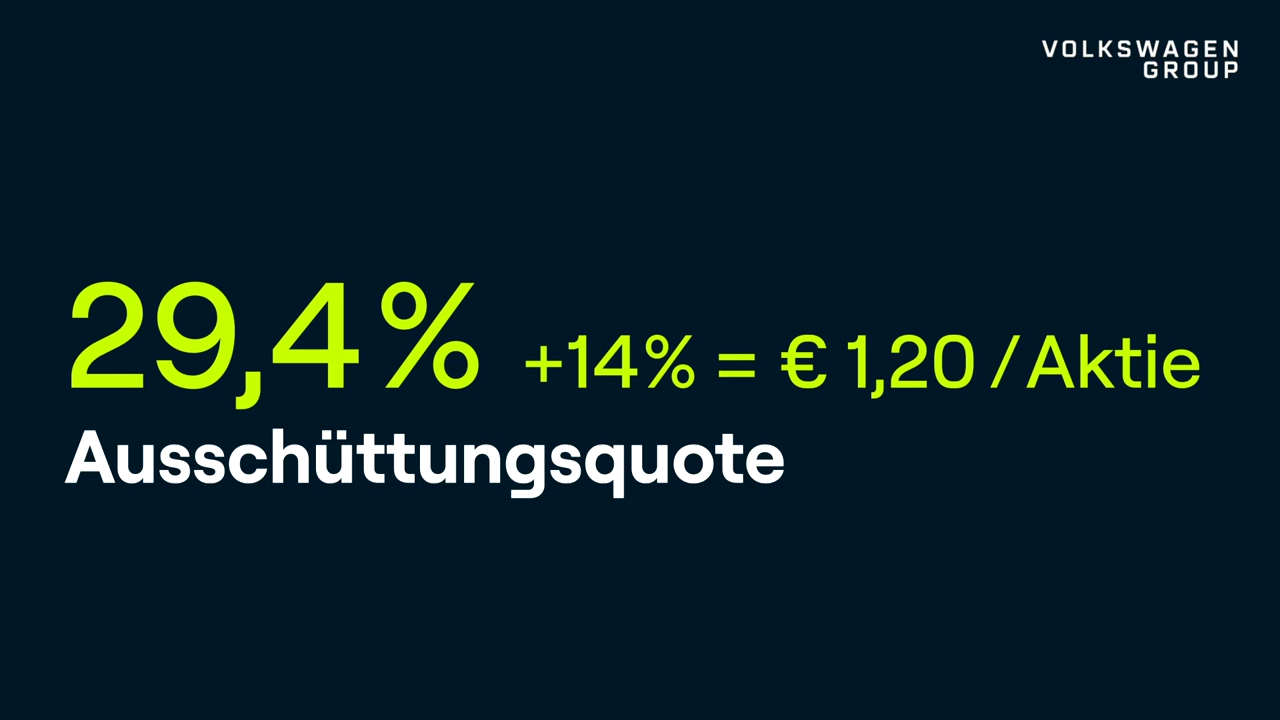 VOLKSWAGEN
GROUP
29,4% +14% = € 1,20 / Aktie
Ausschüttungsquote